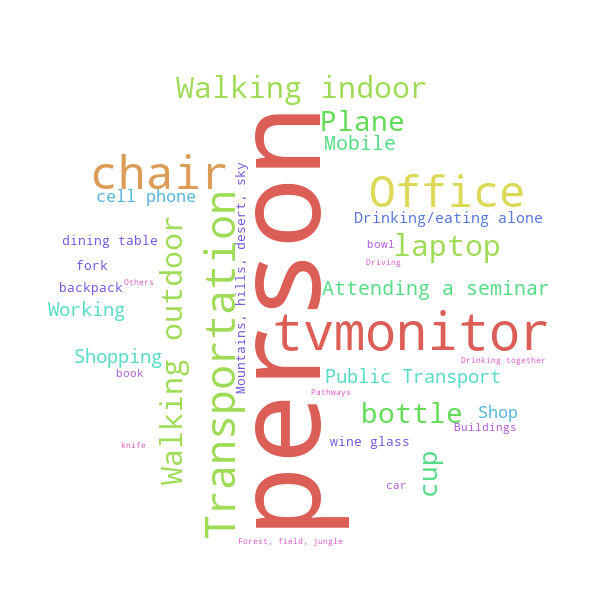 Walking indoor
Plane
Mobile
person
chair
cell phone
Office
Drinking/eating alone
Mountains, hills, desert, sky
Transportation
Walking outdoor
dining table
bowl
laptop
fork
Driving
backpack
Others
Attending a seminar
Working
tvmonitor
Shopping
Drinking together
book
Public Transport
Pathways
bottle
Shop
Buildings
knife
wine glass
cup
car
Forest, field, jungle